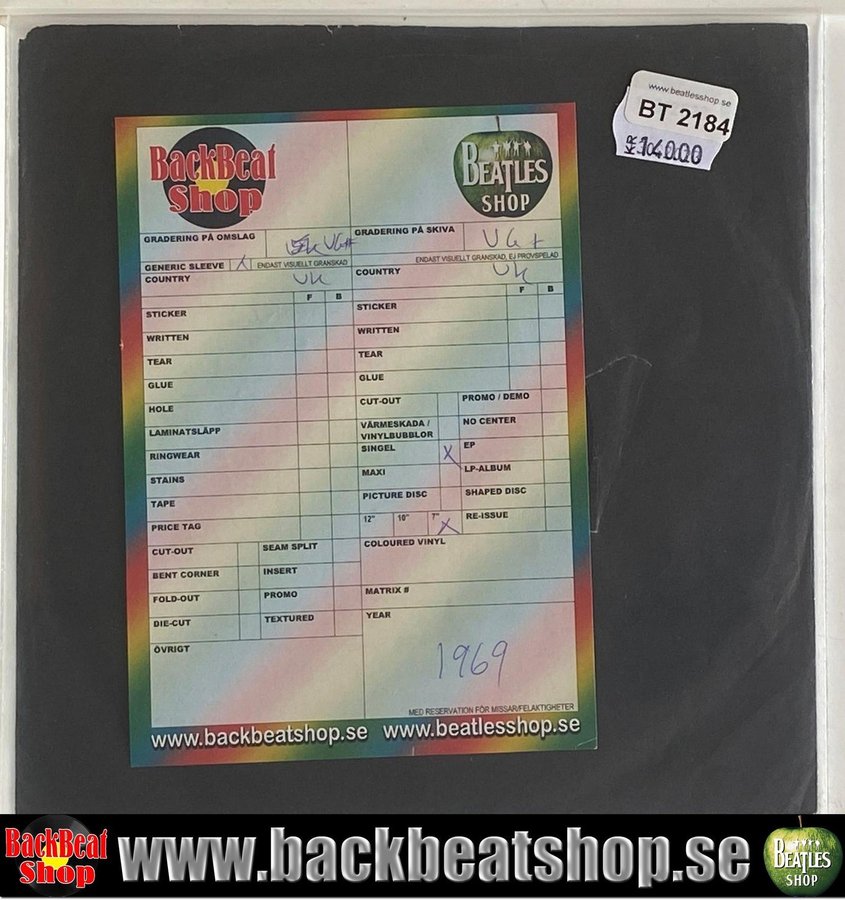 www.beatlesshop.se
BT 2184
BackBeat
Shop
BEATLES
SHOP
GRADERING PÅ OMSLAG
VG+
GRADERING PÅ SKIVA
VG+
GENERIC SLEEVE X ENDAST VISUELLT GRANSKAD
ENDAST VISUELLT GRANSKAD, EJ PROVSPELAD
COUNTRY UK
F B
STICKER
WRITTEN
TEAR
GLUE
HOLE
LAMINATSLÄPP
RINGWEAR
STAINS
TAPE
PRICE TAG
CUT-OUT SEAM SPLIT
BENT CORNER INSERT
FOLD-OUT PROMO
DIE-CUT TEXTURED
ÖVRIGT
COUNTRY UK
F B
STICKER
WRITTEN
TEAR
GLUE
CUT-OUT PROMO / DEMO
VÄRMESKADA /
VINYLBUBBLOR
NO CENTER
SINGEL X EP
MAXI LP-ALBUM
PICTURE DISC SHAPED DISC
12" 10" 7" X RE-ISSUE
COLOURED VINYL
MATRIX #
YEAR
1969
MED RESERVATION FÖR MISSAR/FELAKTIGHETER
www.backbeatshop.se www.beatlesshop.se
BackBeat
Shop
www.backbeatshop.se
BEATLES
SHOP